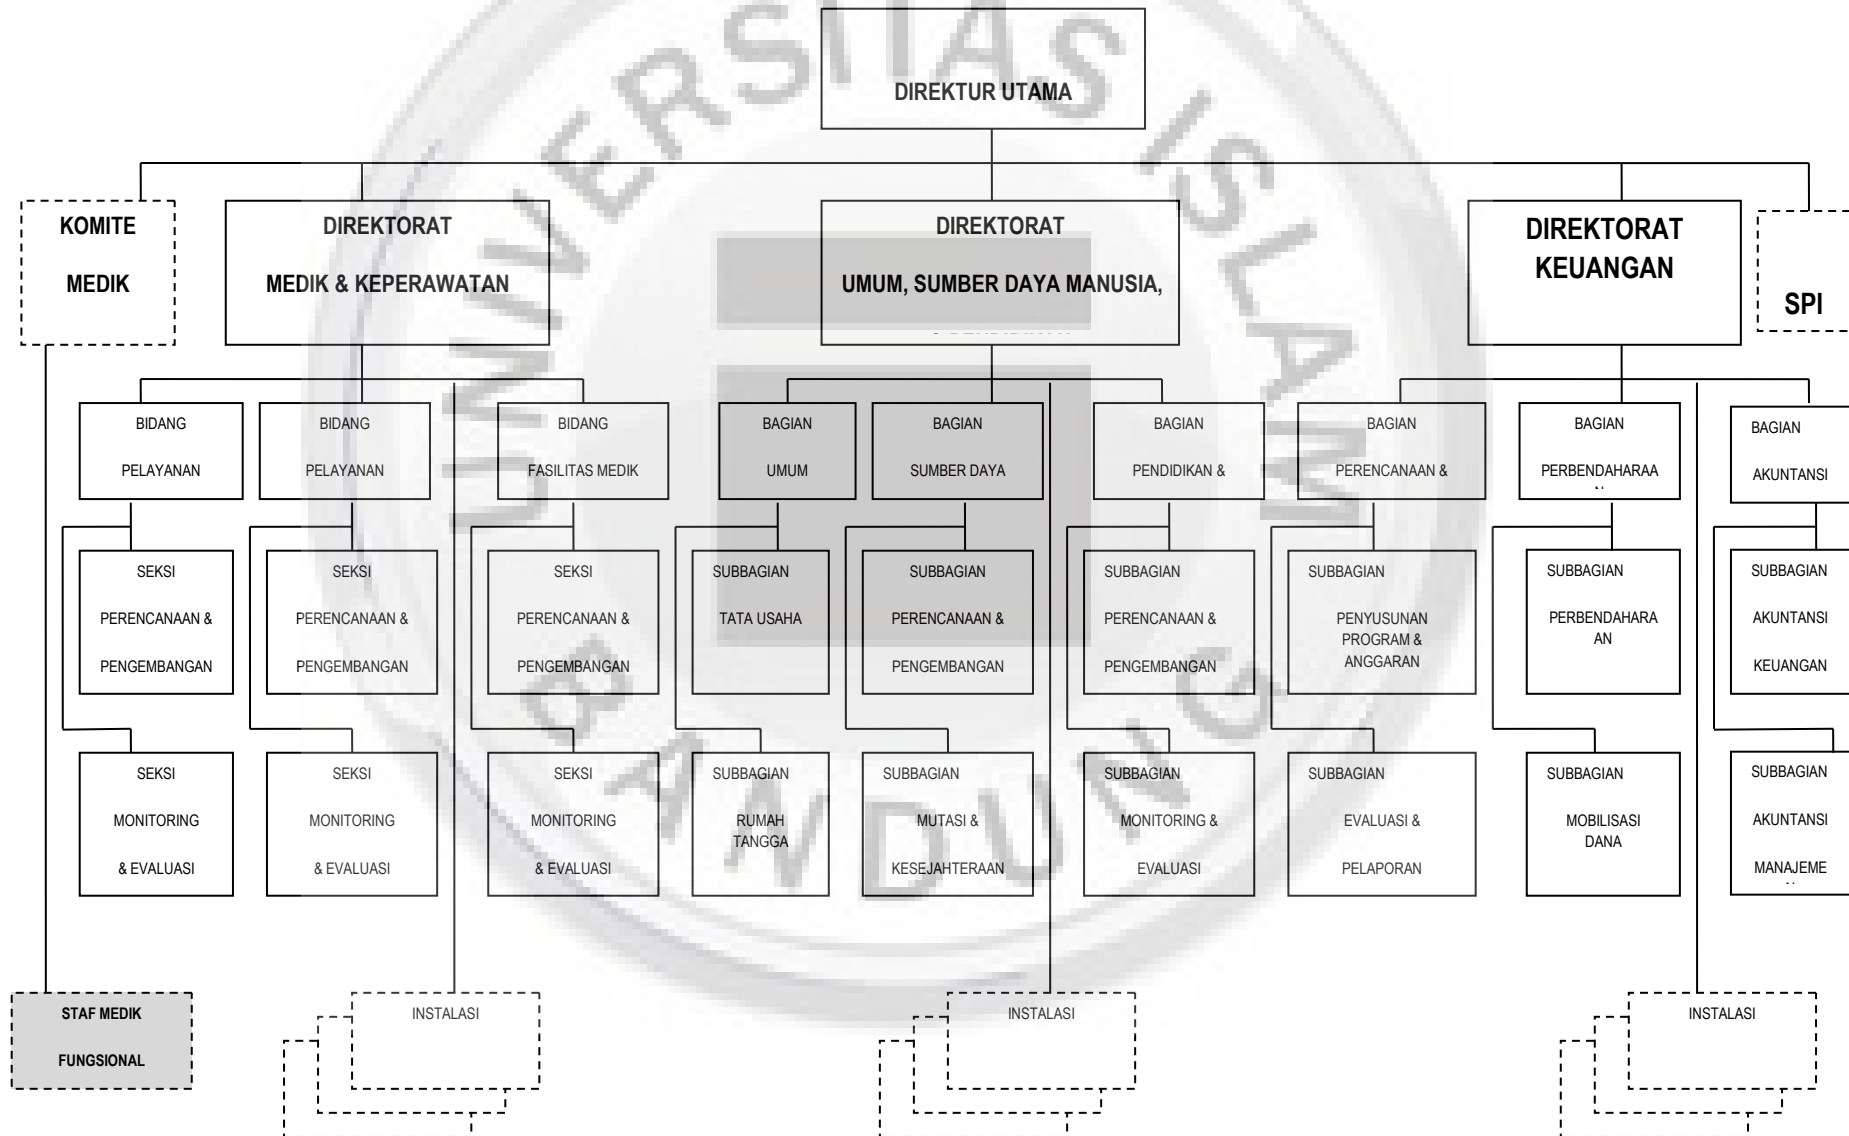 UNIVERSITAS ISLAM
BANDUNG
DIREKTUR UTAMA
KOMITE
MEDIK
DIREKTORAT
MEDIK & KEPERAWATAN
DIREKTORAT
UMUM, SUMBER DAYA MANUSIA,
DIREKTORAT
KEUANGAN
SPI
BIDANG
PELAYANAN
BIDANG
PELAYANAN
BIDANG
FASILITAS MEDIK
BAGIAN
UMUM
BAGIAN
SUMBER DAYA
BAGIAN
PENDIDIKAN &
BAGIAN
PERENCANAAN &
BAGIAN
PERBENDAHARAA
BAGIAN
AKUNTANSI
SEKSI
PERENCANAAN &
PENGEMBANGAN
SEKSI
PERENCANAAN &
PENGEMBANGAN
SEKSI
PERENCANAAN &
PENGEMBANGAN
SUBBAGIAN
TATA USAHA
SUBBAGIAN
PERENCANAAN &
PENGEMBANGAN
SUBBAGIAN
PERENCANAAN &
PENGEMBANGAN
SUBBAGIAN
PENYUSUNAN
PROGRAM &
ANGGARAN
SUBBAGIAN
PERBENDAHARA
AN
SUBBAGIAN
AKUNTANSI
KEUANGAN
SEKSI
MONITORING
& EVALUASI
SEKSI
MONITORING
& EVALUASI
SEKSI
MONITORING
& EVALUASI
SUBBAGIAN
RUMAH
TANGGA
SUBBAGIAN
MUTASI &
KESEJAHTERAAN
SUBBAGIAN
MONITORING &
EVALUASI
SUBBAGIAN
EVALUASI &
PELAPORAN
SUBBAGIAN
MOBILISASI
DANA
SUBBAGIAN
AKUNTANSI
MANAJEME
STAF MEDIK
FUNGSIONAL
INSTALASI
INSTALASI
INSTALASI